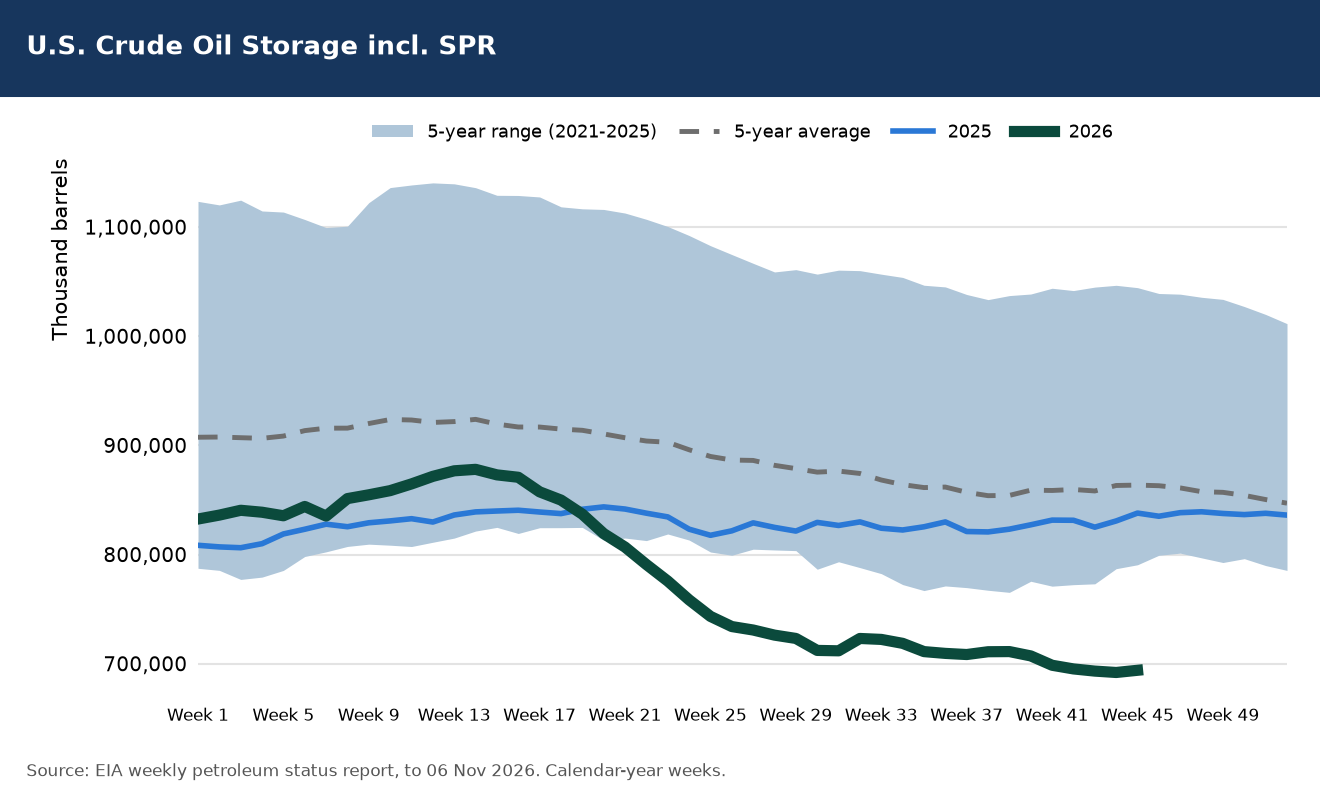 U.S. Crude Oil Storage incl. SPR
5-year range (2021-2025)
5-year average
2025
2026
Thousand barrels
1,100,000
1,000,000
900,000
800,000
700,000
Week 1
Week 5
Week 9
Week 13
Week 17
Week 21
Week 25
Week 29
Week 33
Week 37
Week 41
Week 45
Week 49
Source: EIA weekly petroleum status report, to 06 Nov 2026. Calendar-year weeks.